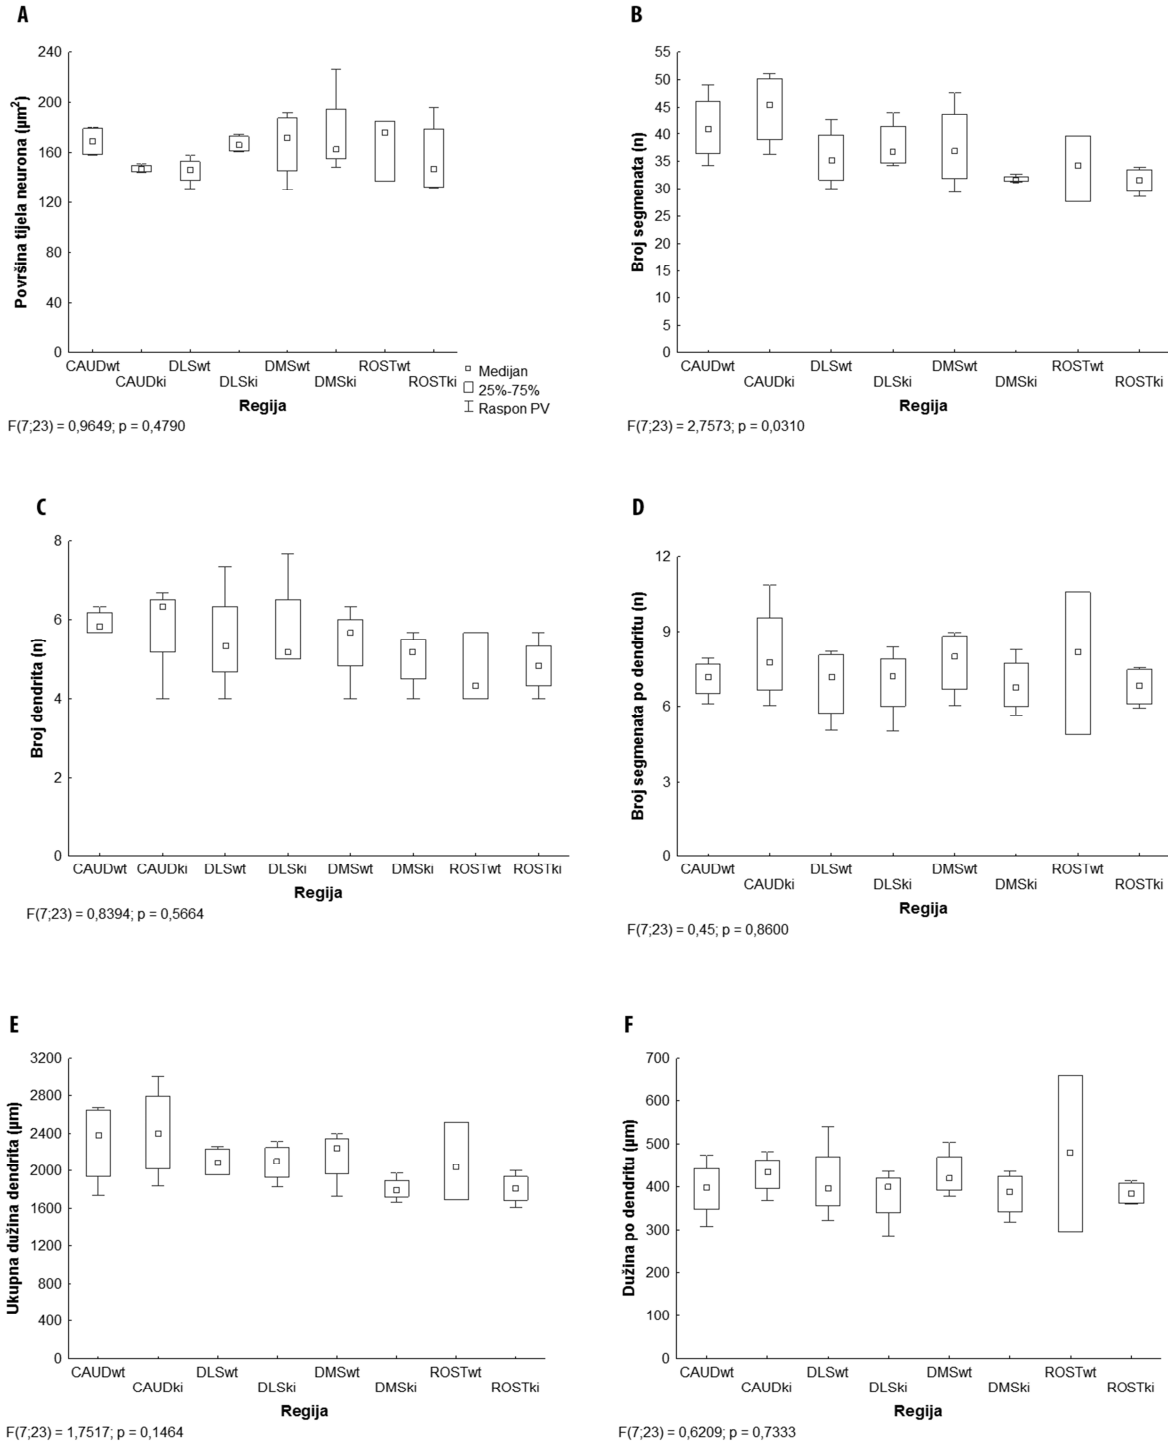 A
240
200
160
120
80
40
0
Površina tijela neurona (µm²)
CAUDwt
DLSwt
DMSwt
ROSTwt
CAUDki
DLSki
DMSki
ROSTki
Regija
Medijan
25%-75%
Raspon PV
F(7;23) = 0,9649; p = 0,4790
B
55
50
45
40
35
30
25
20
15
10
5
0
Broj segmenata (n)
CAUDwt
DLSwt
DMSwt
ROSTwt
CAUDki
DLSki
DMSki
ROSTki
Regija
F(7;23) = 2,7573; p = 0,0310
C
8
6
4
2
0
Broj dendrita (n)
CAUDwt CAUDki DLSwt DLSki DMSwt DMSki ROSTwt ROSTki
Regija
F(7;23) = 0,8394; p = 0,5664
D
12
9
6
3
0
Broj segmenata po dendritu (n)
CAUDwt
DLSwt
DMSwt
ROSTwt
CAUDki
DLSki
DMSki
ROSTki
Regija
F(7;23) = 0,45; p = 0,8600
E
3200
2800
2400
2000
1600
1200
800
400
0
Ukupna dužina dendrita (µm)
CAUDwt
DLSwt
DMSwt
ROSTwt
CAUDki
DLSki
DMSki
ROSTki
Regija
F(7;23) = 1,7517; p = 0,1464
F
700
600
500
400
300
200
100
0
Dužina po dendritu (µm)
CAUDwt
DLSwt
DMSwt
ROSTwt
CAUDki
DLSki
DMSki
ROSTki
Regija
F(7;23) = 0,6209; p = 0,7333